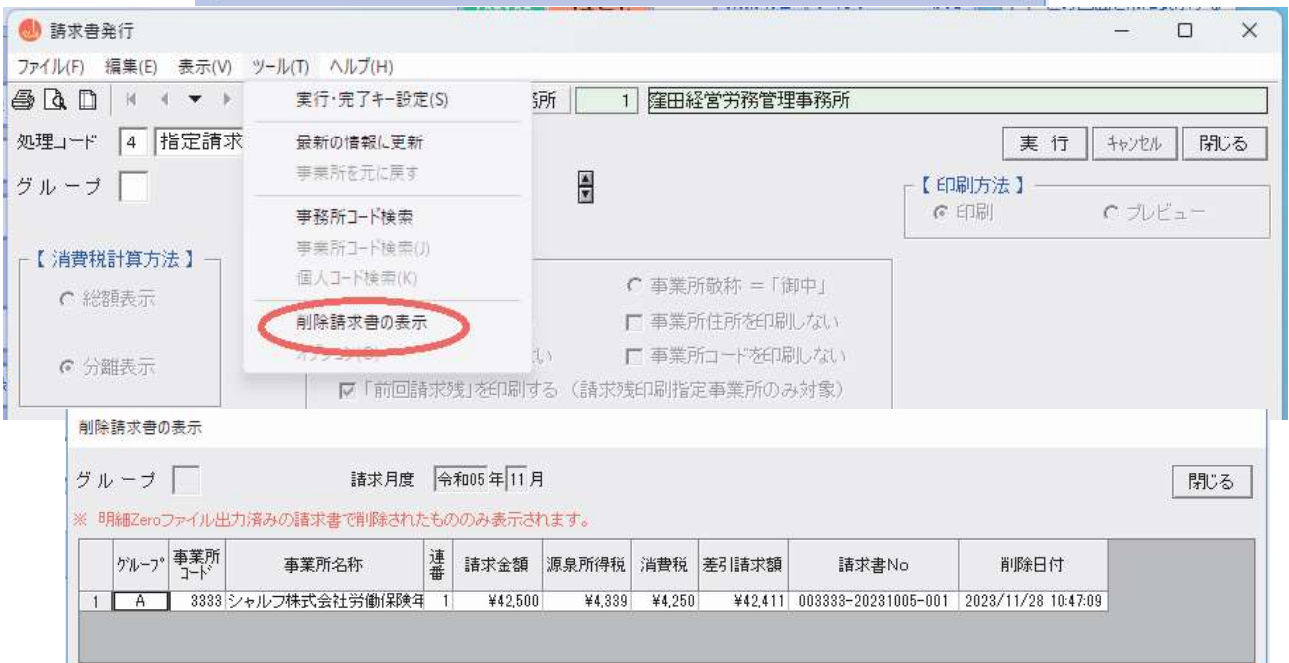 請求書発行
ファイル(F) 編集(E) 表示(V) ツール(T) ヘルプ(H)
実行・完了キー設定(S)
最新の情報に更新
事業所を元に戻す
事務所コード検索
事業所コード検索(J)
個人コード検索(K)
削除請求書の表示
所 1 窪田経営労務管理事務所
処理コード 4 指定請求
実 行 キャンセル 閉じる
グループ
【 印刷方法 】
印刷 プレビュー
【 消費税計算方法 】
総額表示
分離表示
事業所敬称 =「御中」
事業所住所を印刷しない
い 事業所コードを印刷しない
「前回請求残」を印刷する（請求残印刷指定事業所のみ対象）
削除請求書の表示
グループ 請求月度 令和05年11月 閉じる
※ 明細Zeroファイル出力済みの請求書で削除されたもののみ表示されます。
グループ 事業所コード 事業所名称 連番 請求金額 源泉所得税 消費税 差引請求額 請求書No 削除日付
1 A 3333 シャルフ株式会社労働保険年 1 ¥42,500 ¥4,339 ¥4,250 ¥42,411 003333-20231005-001 2023/11/28 10:47:09